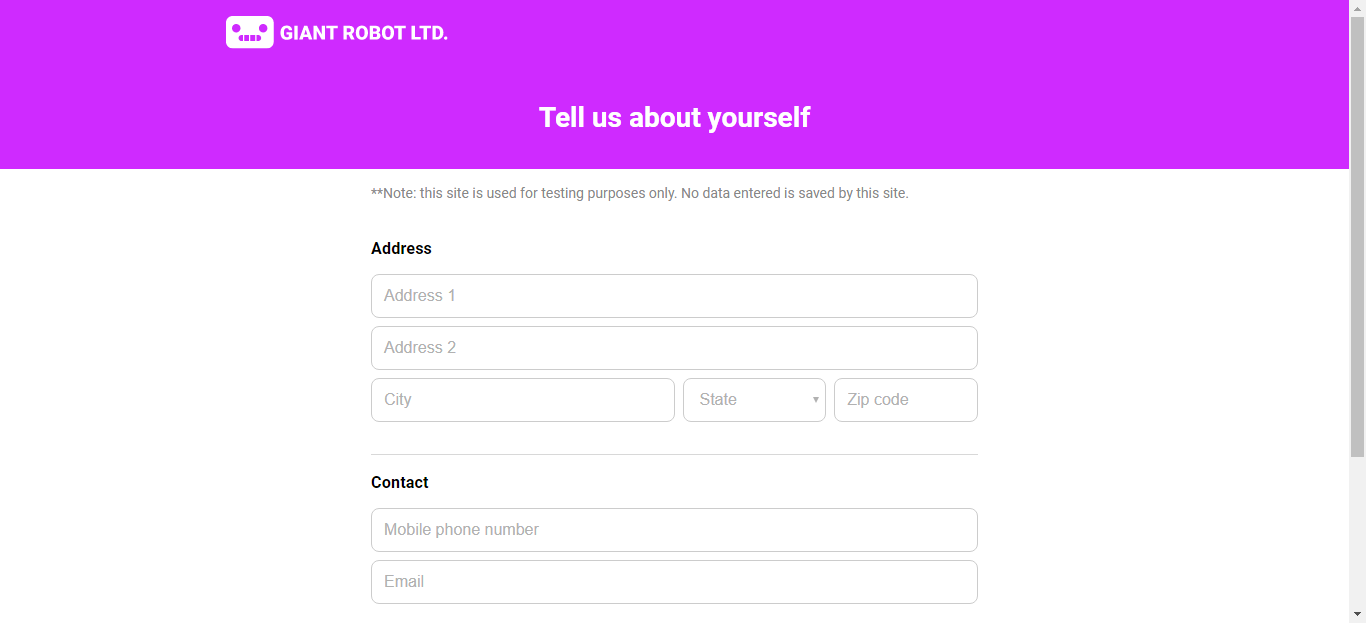 GIANT ROBOT LTD.
Tell us about yourself
**Note: this site is used for testing purposes only. No data entered is saved by this site.
Address
Address 1
Address 2
City State Zip code
Contact
Mobile phone number
Email